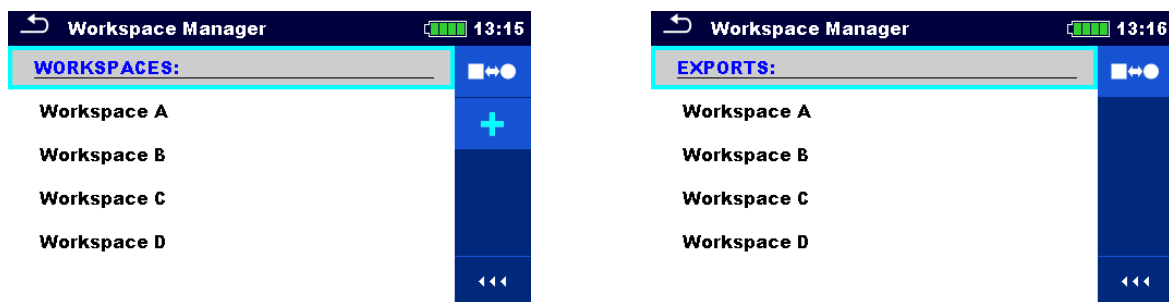 Workspace Manager 13:15
WORKSPACES:
Workspace A
Workspace B
Workspace C
Workspace D
Workspace Manager 13:16
EXPORTS:
Workspace A
Workspace B
Workspace C
Workspace D